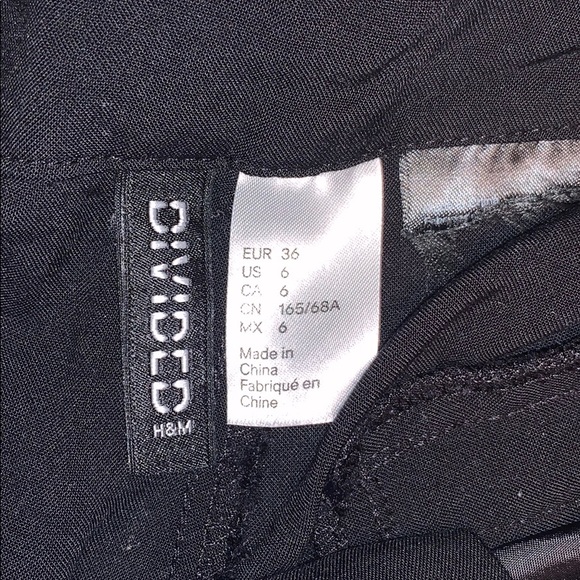 DIVIDED
H&M
EUR 36
US 6
CA 6
CN 165/68A
MX 6
Made in
China
Fabriqué en
Chine